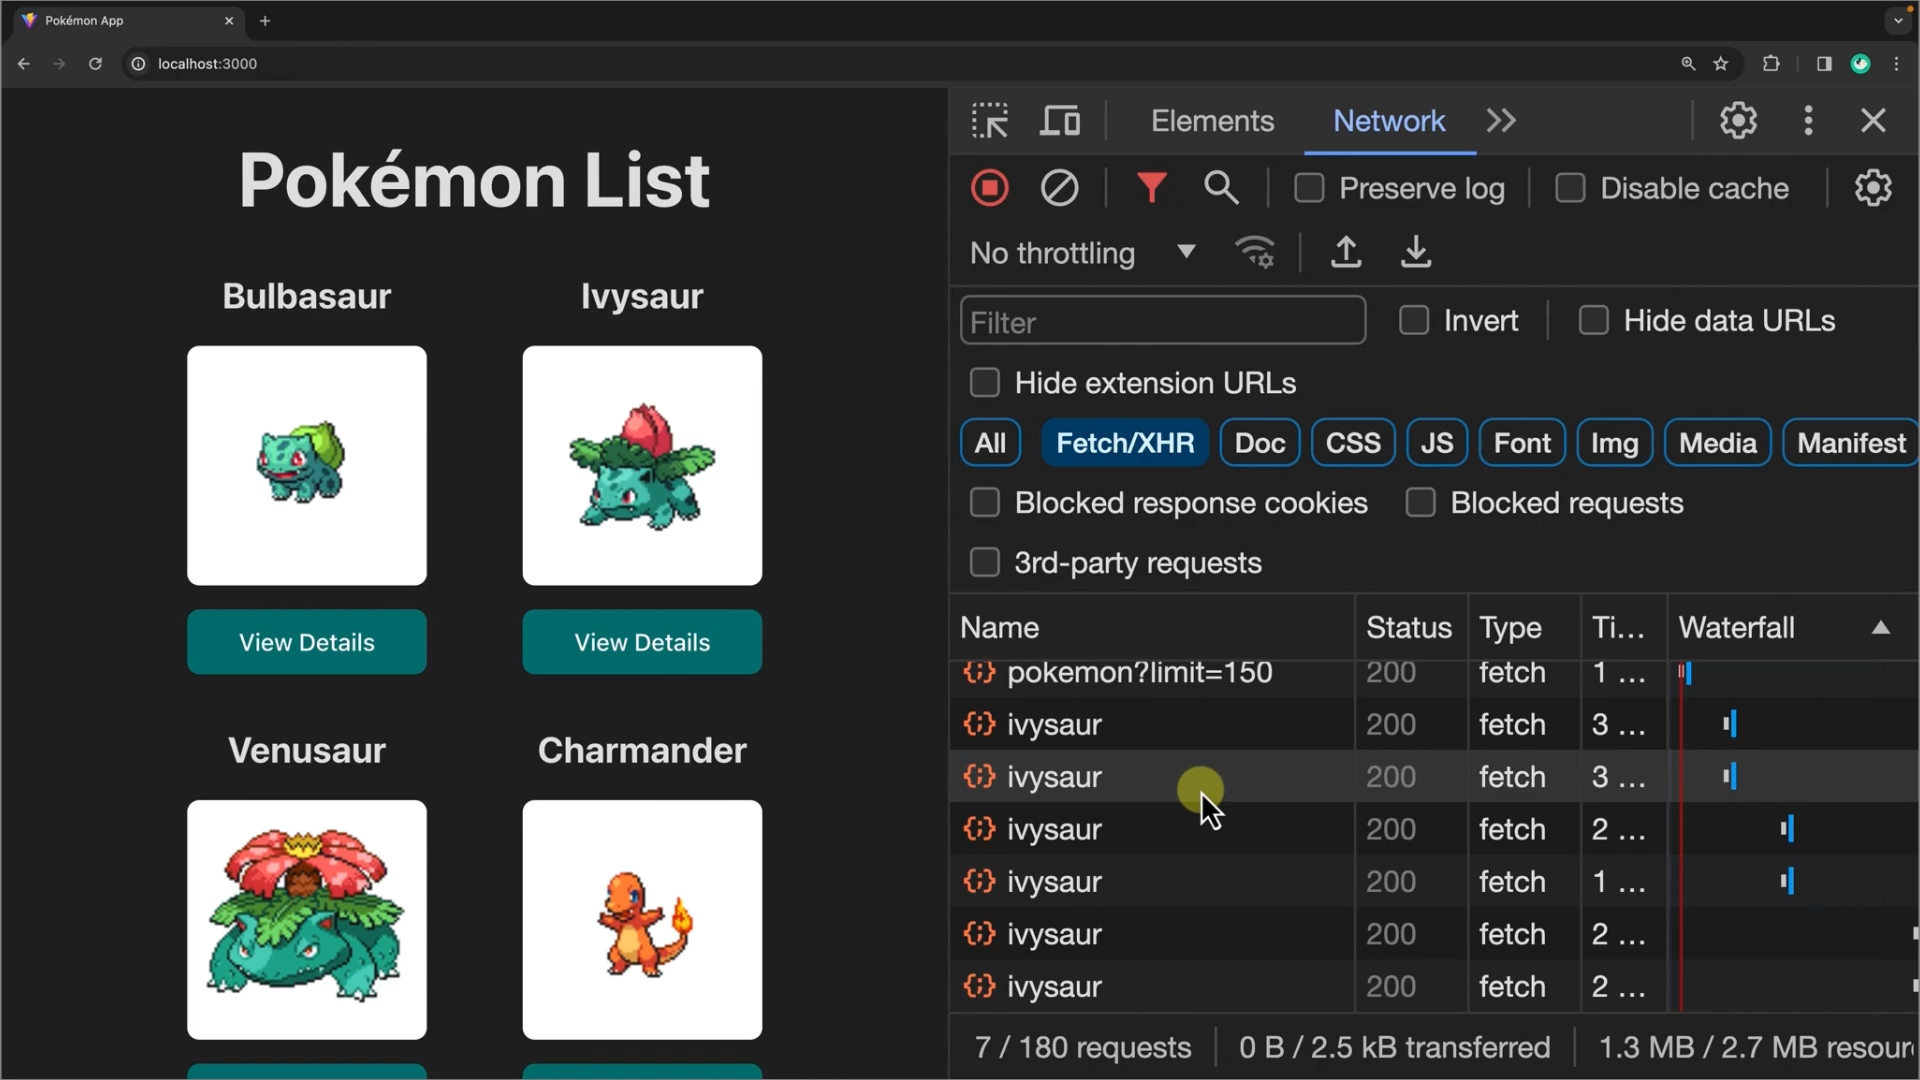 Pokémon App
localhost:3000
Pokémon List
Bulbasaur
Ivysaur
View Details
View Details
Venusaur
Charmander
Elements
Network
Preserve log
Disable cache
No throttling
Filter
Invert
Hide data URLs
Hide extension URLs
All
Fetch/XHR
Doc
CSS
JS
Font
Img
Media
Manifest
Blocked response cookies
Blocked requests
3rd-party requests
Name Status Type Ti... Waterfall
pokemon?limit=150 200 fetch 1 ...
ivysaur 200 fetch 3 ...
ivysaur 200 fetch 3 ...
ivysaur 200 fetch 2 ...
ivysaur 200 fetch 1 ...
ivysaur 200 fetch 2 ...
ivysaur 200 fetch 2 ...
7 / 180 requests 0 B / 2.5 kB transferred 1.3 MB / 2.7 MB resour